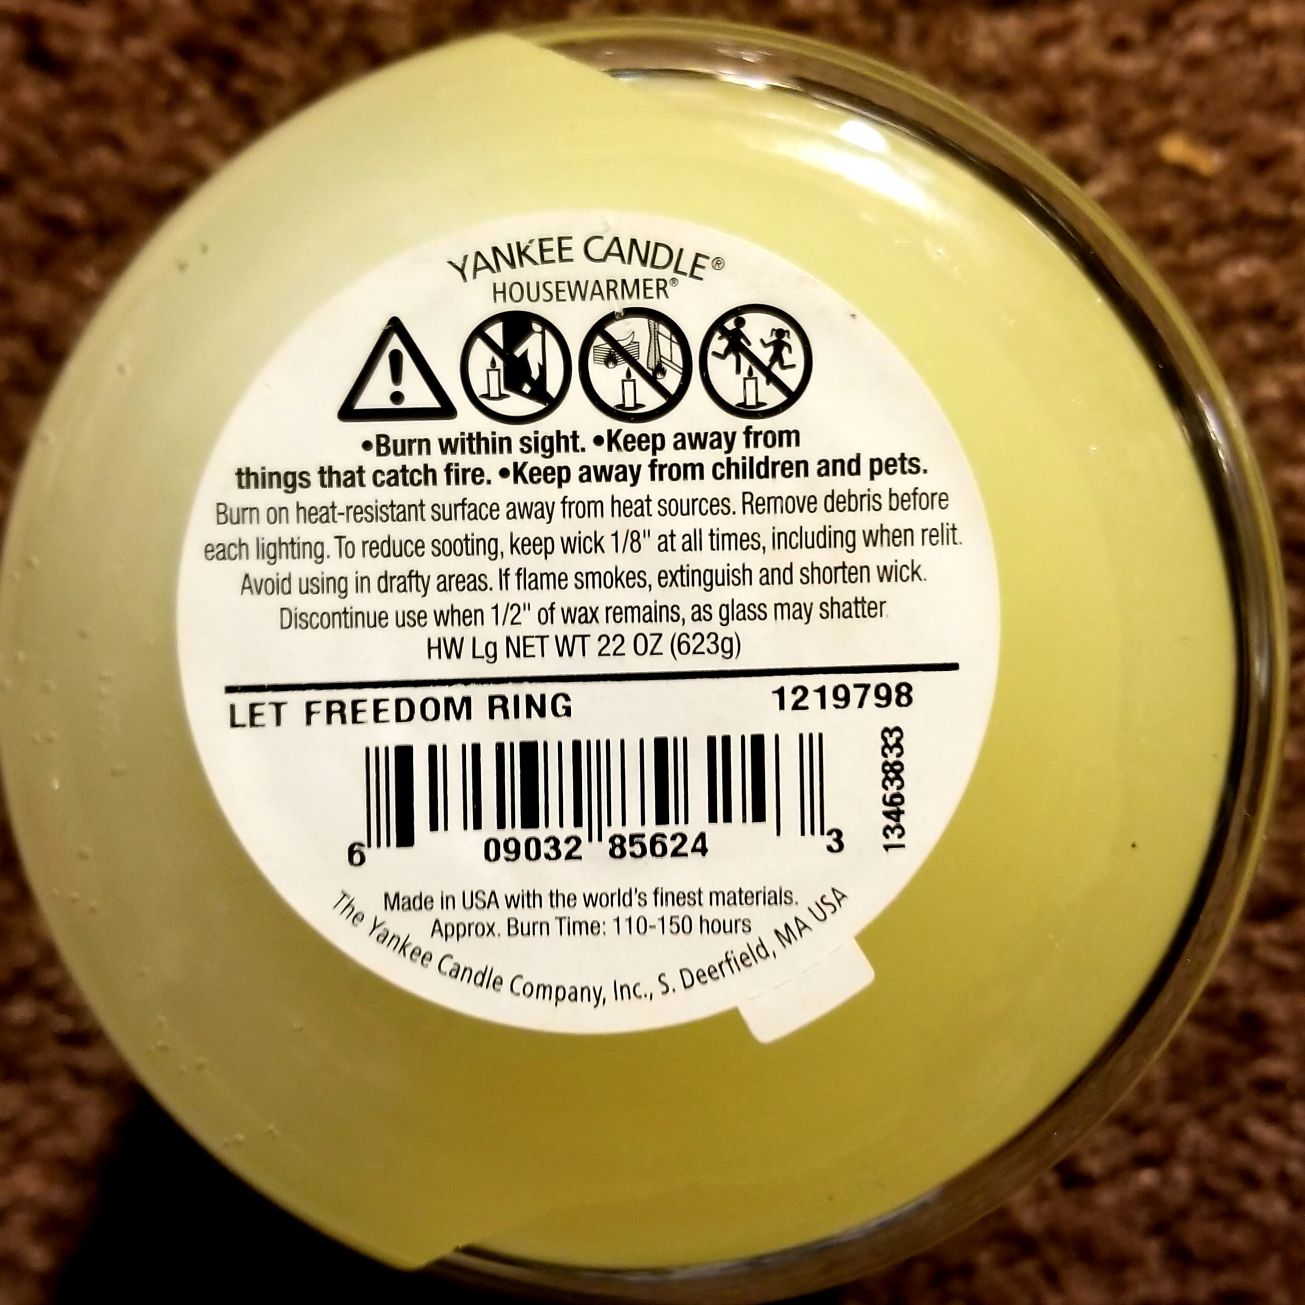 YANKEE CANDLE®
HOUSEWARMER®
•Burn within sight. •Keep away from
things that catch fire. •Keep away from children and pets.
Burn on heat-resistant surface away from heat sources. Remove debris before
each lighting. To reduce sooting, keep wick 1/8" at all times, including when relit.
Avoid using in drafty areas. If flame smokes, extinguish and shorten wick.
Discontinue use when 1/2" of wax remains, as glass may shatter
HW Lg NET WT 22 OZ (623g)
LET FREEDOM RING 1219798
13463833
6 09032 85624 3
Made in USA with the world's finest materials.
Approx. Burn Time: 110-150 hours
The Yankee Candle Company, Inc., S. Deerfield, MA USA